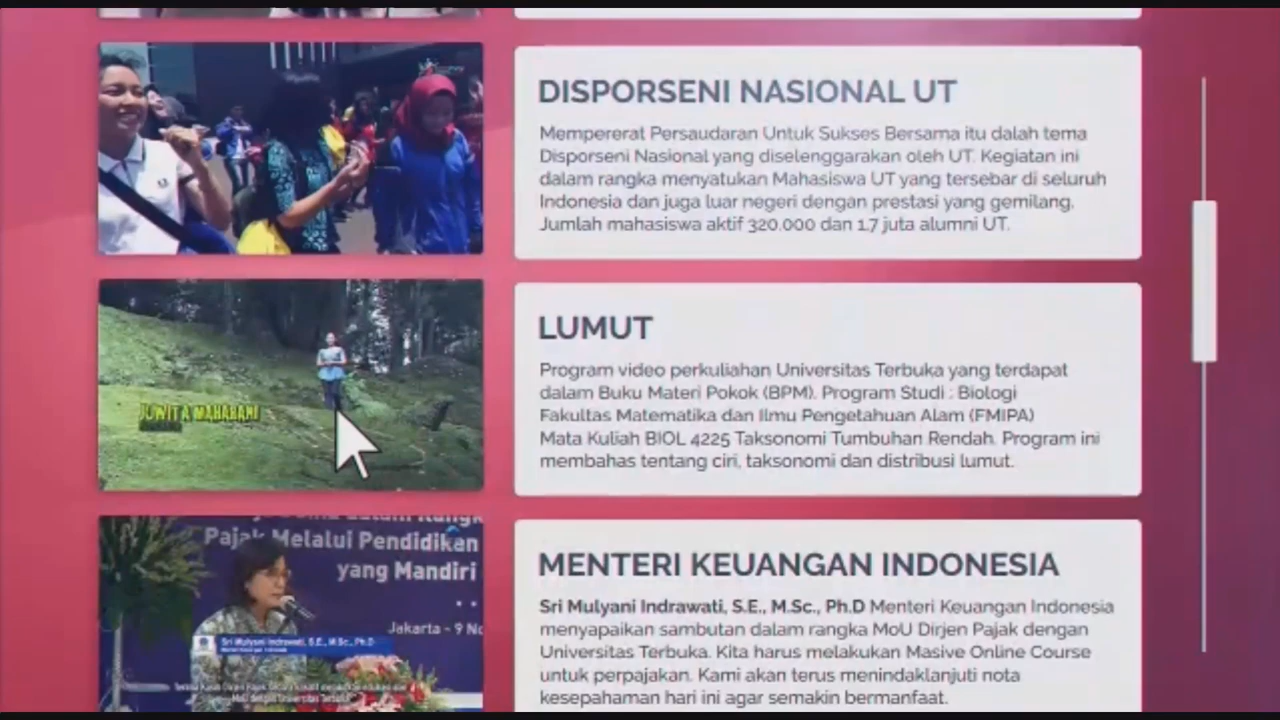 DISPORSENI NASIONAL UT
Mempererat Persaudaran Untuk Sukses Bersama itu dalah tema
Disporseni Nasional yang diselenggarakan oleh UT. Kegiatan ini
dalam rangka menyatukan Mahasiswa UT yang tersebar di seluruh
Indonesia dan juga luar negeri dengan prestasi yang gemilang.
Jumlah mahasiswa aktif 320.000 dan 1,7 juta alumni UT.
JUWITA MAHARANI
LUMUT
Program video perkuliahan Universitas Terbuka yang terdapat
dalam Buku Materi Pokok (BPM). Program Studi : Biologi
Fakultas Matematika dan Ilmu Pengetahuan Alam (FMIPA)
Mata Kuliah BIOL 4225 Taksonomi Tumbuhan Rendah. Program ini
membahas tentang ciri, taksonomi dan distribusi lumut.
Pajak Melalui Pendidikan
yang Mandiri
Jakarta - 9 No
Sri Mulyani Indrawati, S.E., M.Sc., Ph.D
MENTERI KEUANGAN INDONESIA
Sri Mulyani Indrawati, S.E., M.Sc., Ph.D Menteri Keuangan Indonesia
menyapaikan sambutan dalam rangka MoU Dirjen Pajak dengan
Universitas Terbuka. Kita harus melakukan Masive Online Course
untuk perpajakan. Kami akan terus menindaklanjuti nota
kesepahaman hari ini agar semakin bermanfaat.